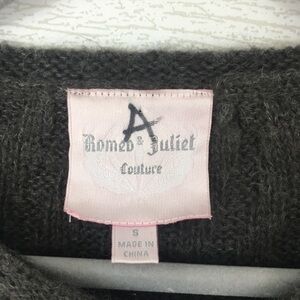 A
Romeo & Juliet
Couture
S
MADE IN
CHINA